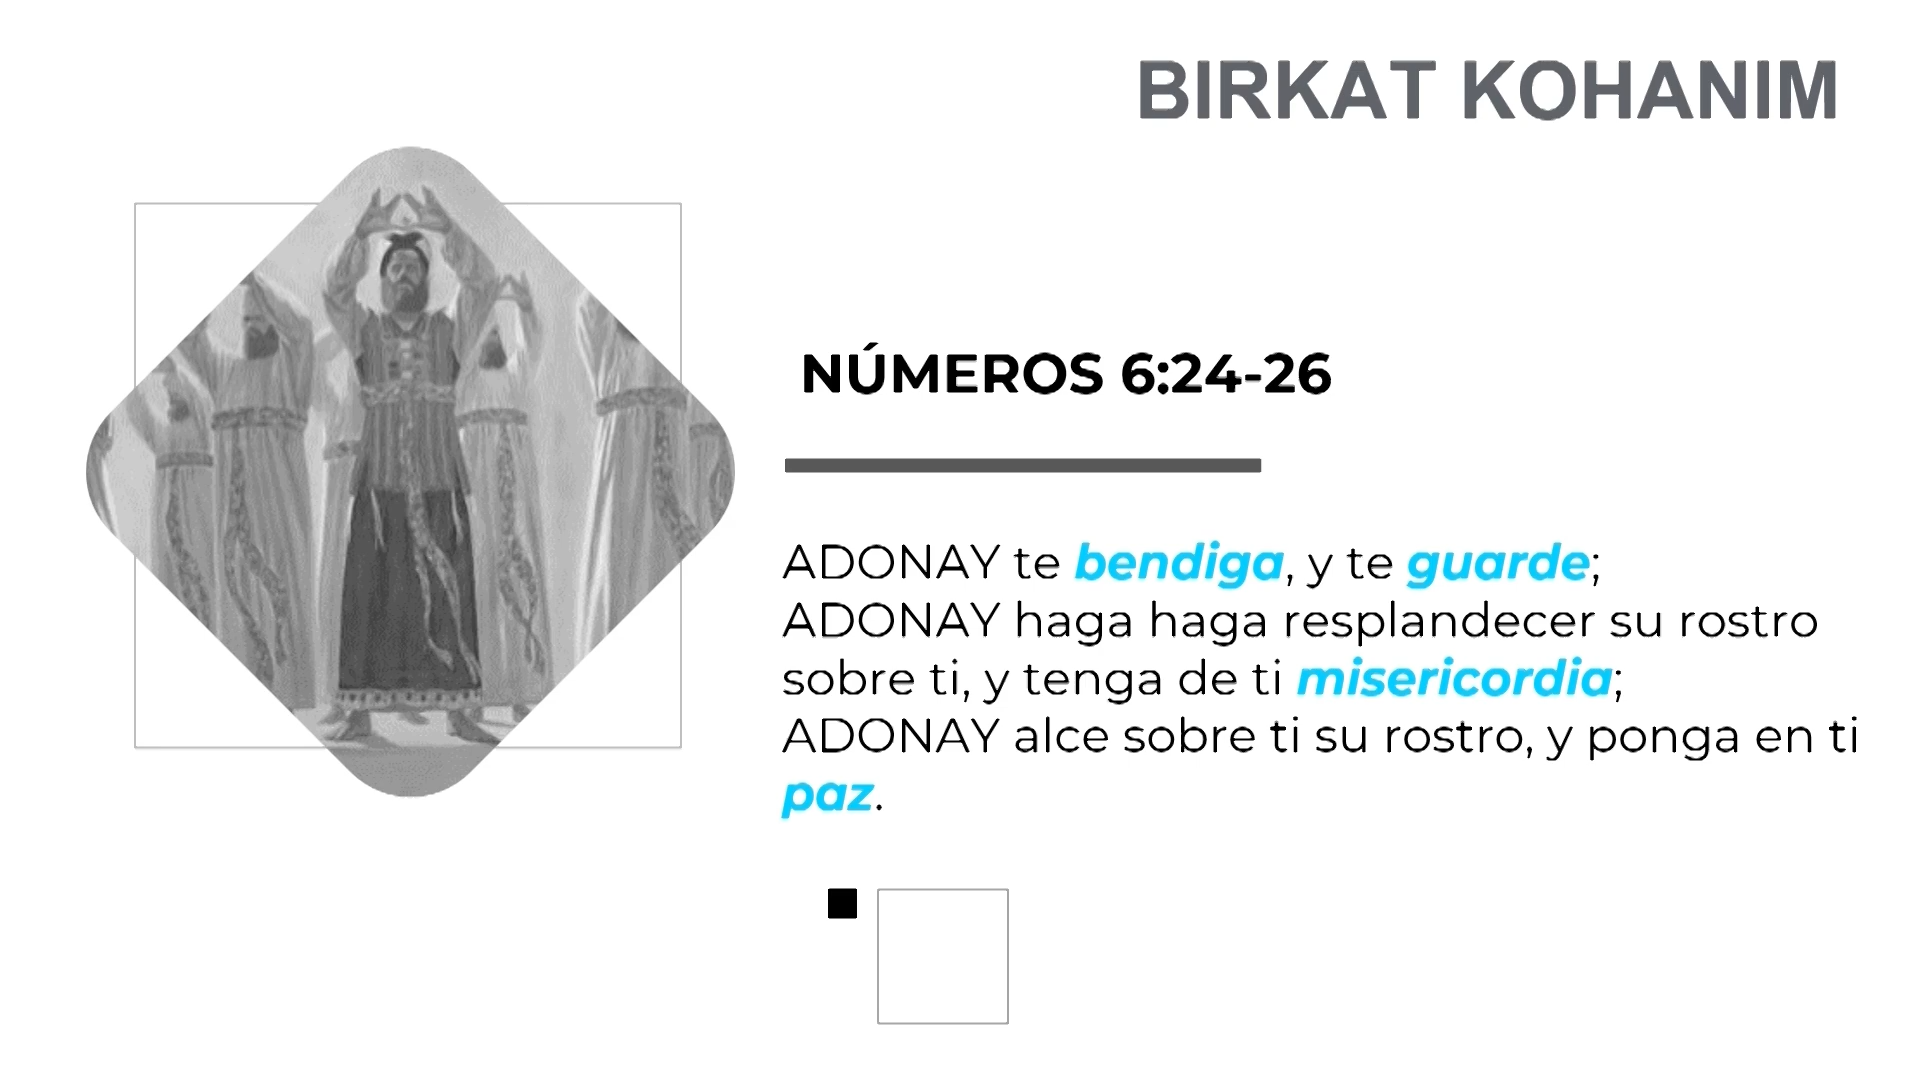 BIRKAT KOHANIM
NÚMEROS 6:24-26
ADONAY te bendiga, y te guarde;
ADONAY haga haga resplandecer su rostro
sobre ti, y tenga de ti misericordia;
ADONAY alce sobre ti su rostro, y ponga en ti
paz.